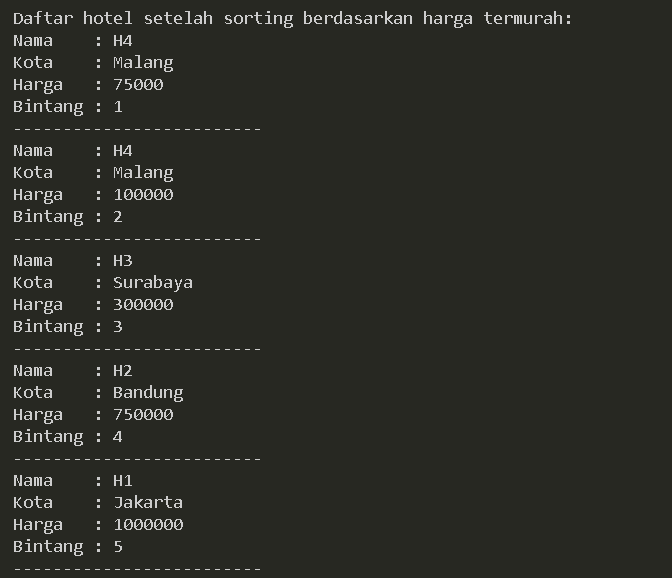 Daftar hotel setelah sorting berdasarkan harga termurah:
Nama    : H4
Kota    : Malang
Harga   : 75000
Bintang : 1
-------------------------
Nama    : H4
Kota    : Malang
Harga   : 100000
Bintang : 2
-------------------------
Nama    : H3
Kota    : Surabaya
Harga   : 300000
Bintang : 3
-------------------------
Nama    : H2
Kota    : Bandung
Harga   : 750000
Bintang : 4
-------------------------
Nama    : H1
Kota    : Jakarta
Harga   : 1000000
Bintang : 5
-------------------------